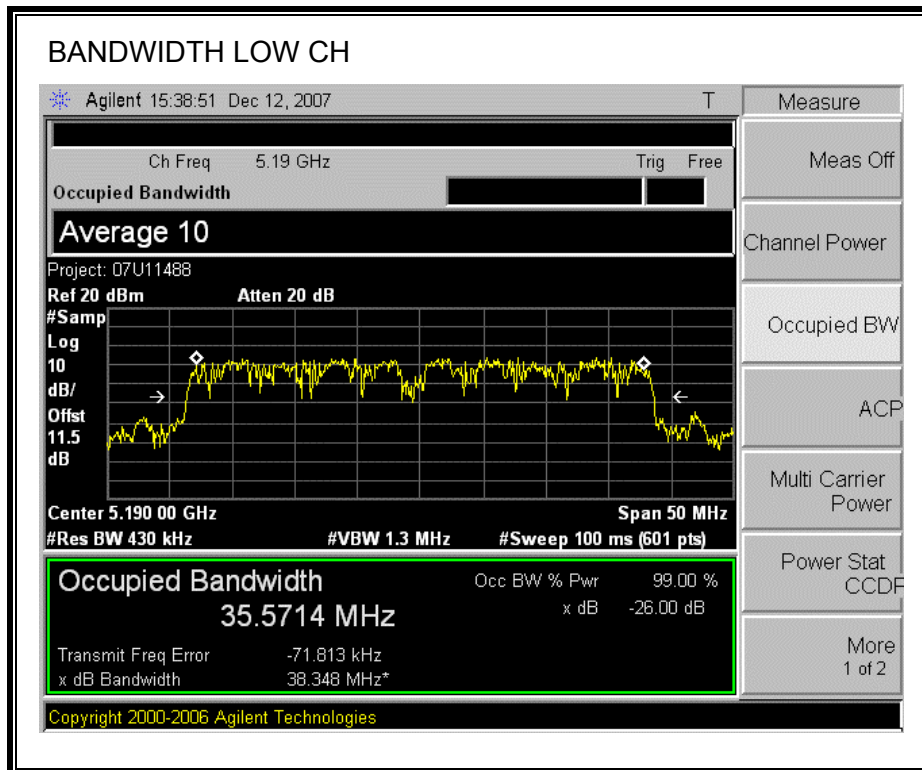 BANDWIDTH LOW CH
Agilent 15:38:51 Dec 12, 2007 T
Measure
Ch Freq 5.19 GHz Trig Free
Occupied Bandwidth
Average 10
Project: 07U11488
Ref 20 dBm Atten 20 dB
#Samp
Log
10
dB/
Offst
11.5
dB
Center 5.190 00 GHz Span 50 MHz
#Res BW 430 kHz #VBW 1.3 MHz #Sweep 100 ms (601 pts)
Occupied Bandwidth Occ BW % Pwr 99.00 %
35.5714 MHz x dB -26.00 dB
Transmit Freq Error -71.813 kHz
x dB Bandwidth 38.348 MHz*
Copyright 2000-2006 Agilent Technologies
Meas Off
Channel Power
Occupied BW
ACP
Multi Carrier
Power
Power Stat
CCDF
More
1 of 2